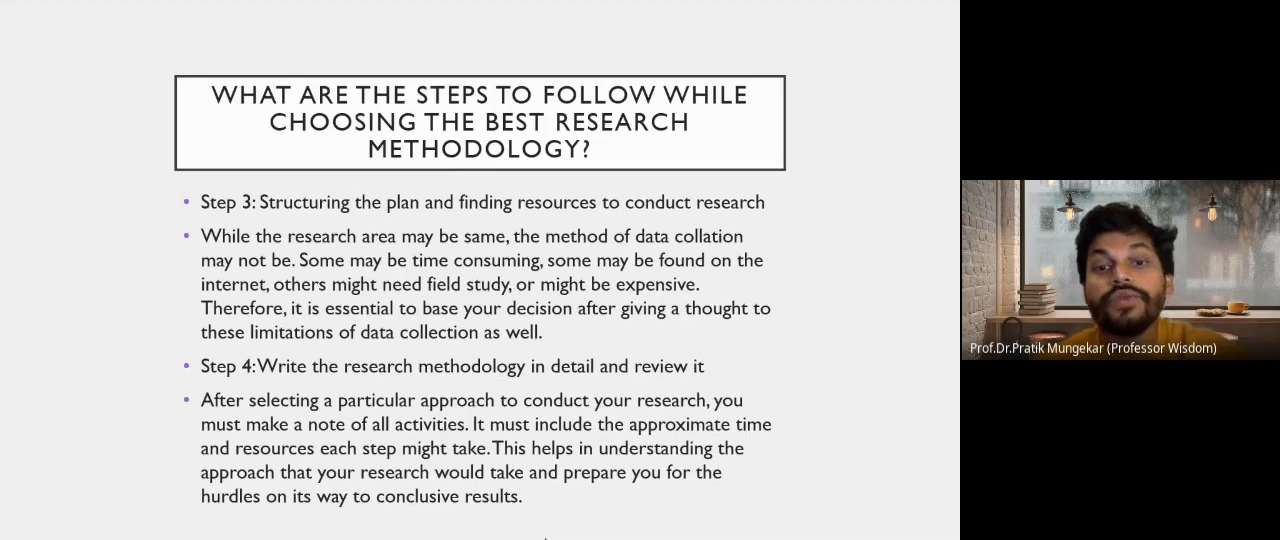 WHAT ARE THE STEPS TO FOLLOW WHILE
CHOOSING THE BEST RESEARCH
METHODOLOGY?
• Step 3: Structuring the plan and finding resources to conduct research
• While the research area may be same, the method of data collation
may not be. Some may be time consuming, some may be found on the
internet, others might need field study, or might be expensive.
Therefore, it is essential to base your decision after giving a thought to
these limitations of data collection as well.
• Step 4: Write the research methodology in detail and review it
• After selecting a particular approach to conduct your research, you
must make a note of all activities. It must include the approximate time
and resources each step might take. This helps in understanding the
approach that your research would take and prepare you for the
hurdles on its way to conclusive results.
Prof.Dr.Pratik Mungekar (Professor Wisdom)